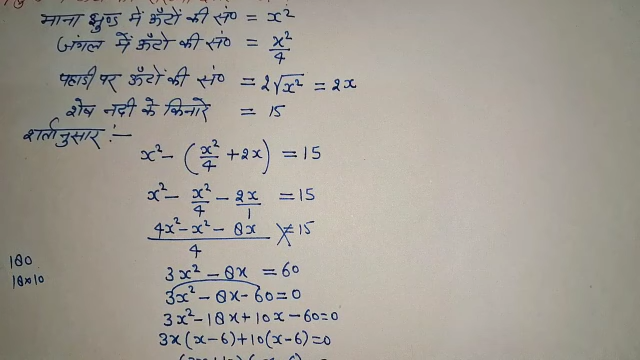 माना झुण्ड में ऊँटों की सं० = x²
जंगल में ऊँटो की सं० = x²/4
पहाडी पर ऊँटों की सं० = 2√x² = 2x
शेष नदी के किनारे = 15
शर्तानुसार :-
x² - (x²/4 + 2x) = 15
x² - x²/4 - 2x/1 = 15
(4x² - x² - 8x)/4 = 15
3x² - 8x = 60
3x² - 8x - 60 = 0
180
18×10
3x² - 18x + 10x - 60 = 0
3x(x-6) + 10(x-6) = 0